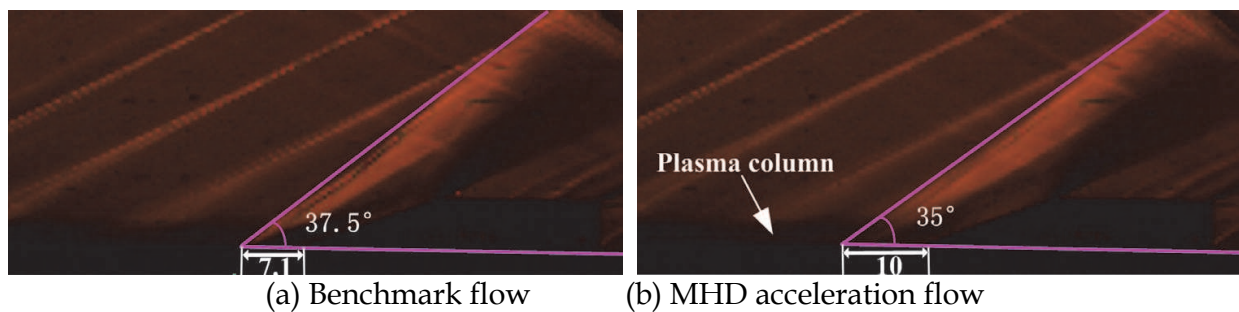 Plasma column
37.5°
35°
7.1
10
(a) Benchmark flow
(b) MHD acceleration flow